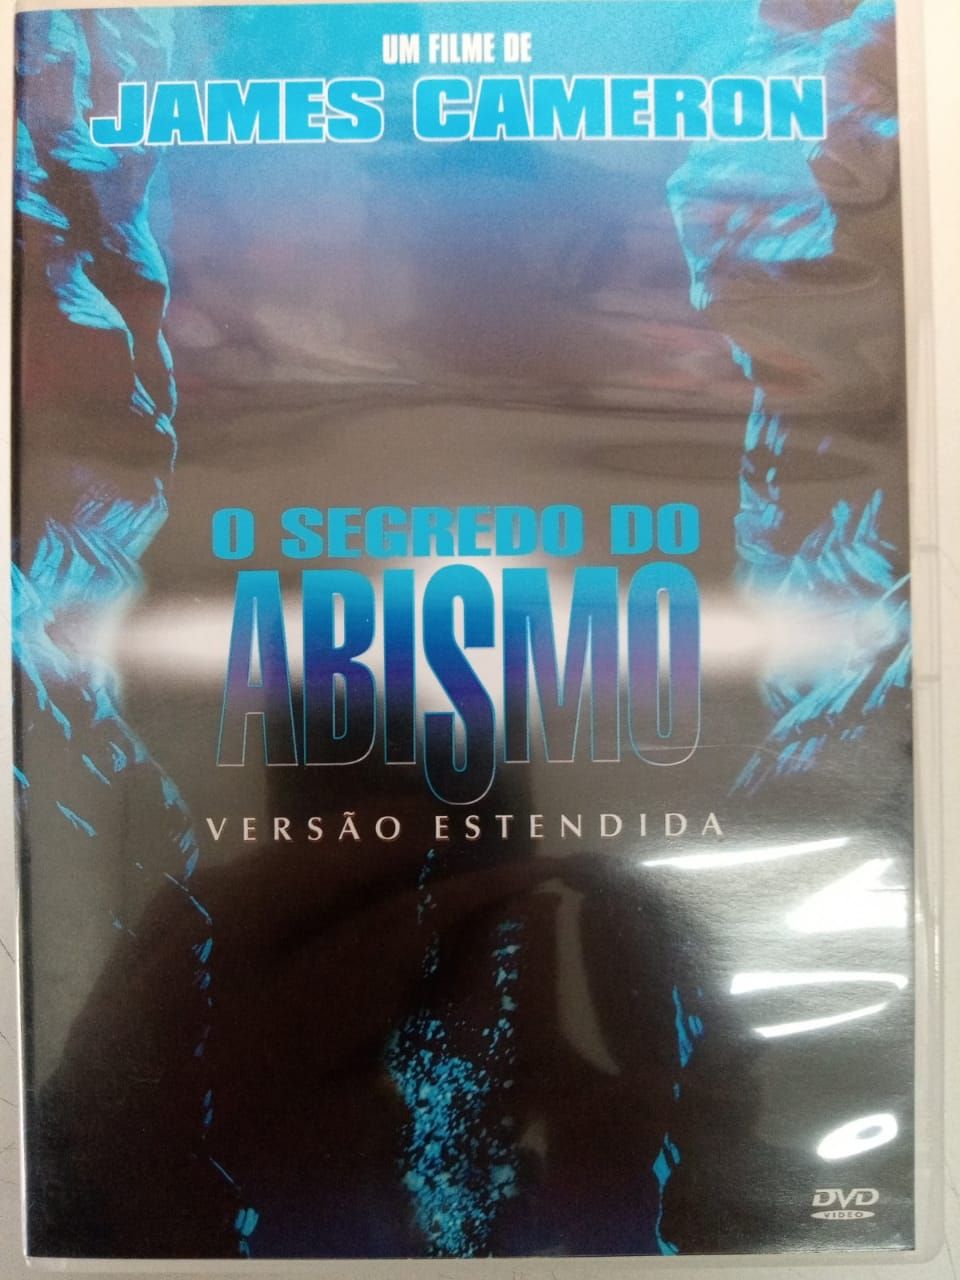 UM FILME DE
JAMES CAMERON
O SEGREDO DO
ABISMO
VERSÃO ESTENDIDA
DVD
VIDEO